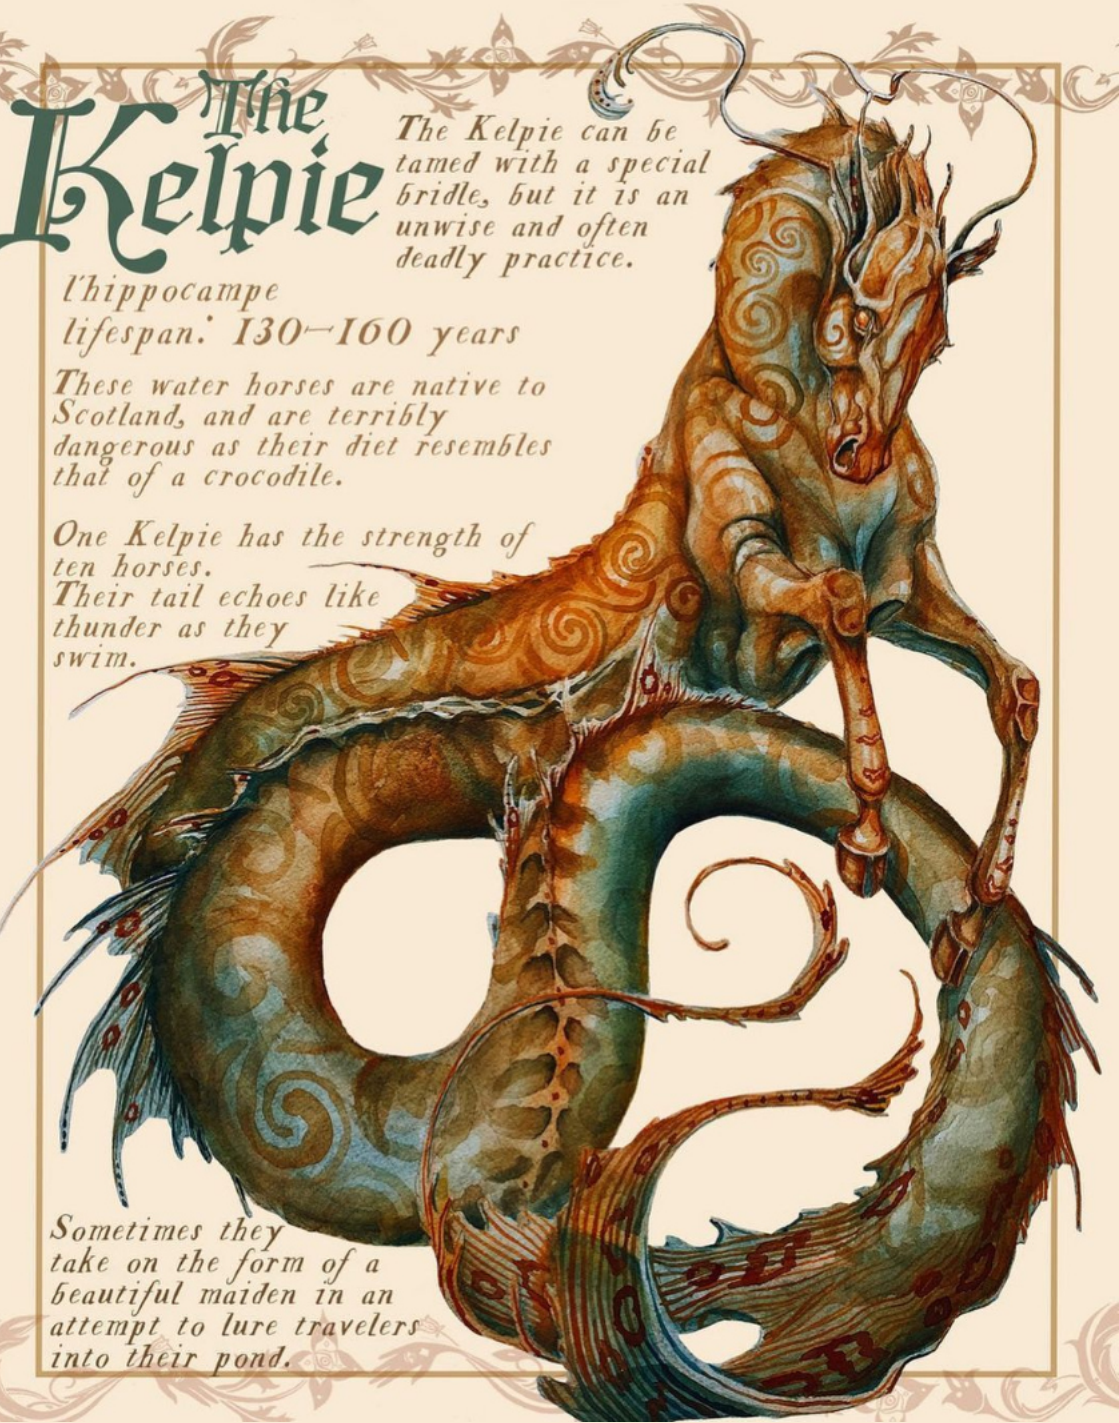 The
Kelpie
The Kelpie can be
tamed with a special
bridle, but it is an
unwise and often
deadly practice.
l'hippocampe
lifespan: 130–160 years
These water horses are native to
Scotland, and are terribly
dangerous as their diet resembles
that of a crocodile.
One Kelpie has the strength of
ten horses.
Their tail echoes like
thunder as they
swim.
Sometimes they
take on the form of a
beautiful maiden in an
attempt to lure travelers
into their pond.